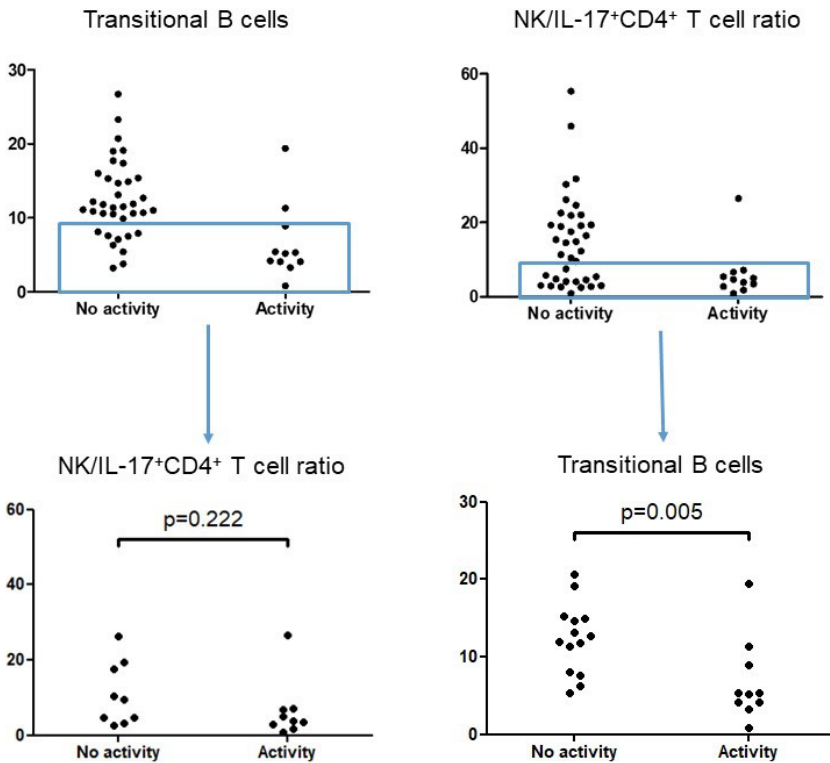 Transitional B cells
30
20
10
0
No activity Activity
NK/IL-17⁺CD4⁺ T cell ratio
60
40
20
0
No activity Activity
NK/IL-17⁺CD4⁺ T cell ratio
p=0.222
60
40
20
0
No activity Activity
Transitional B cells
p=0.005
30
20
10
0
No activity Activity